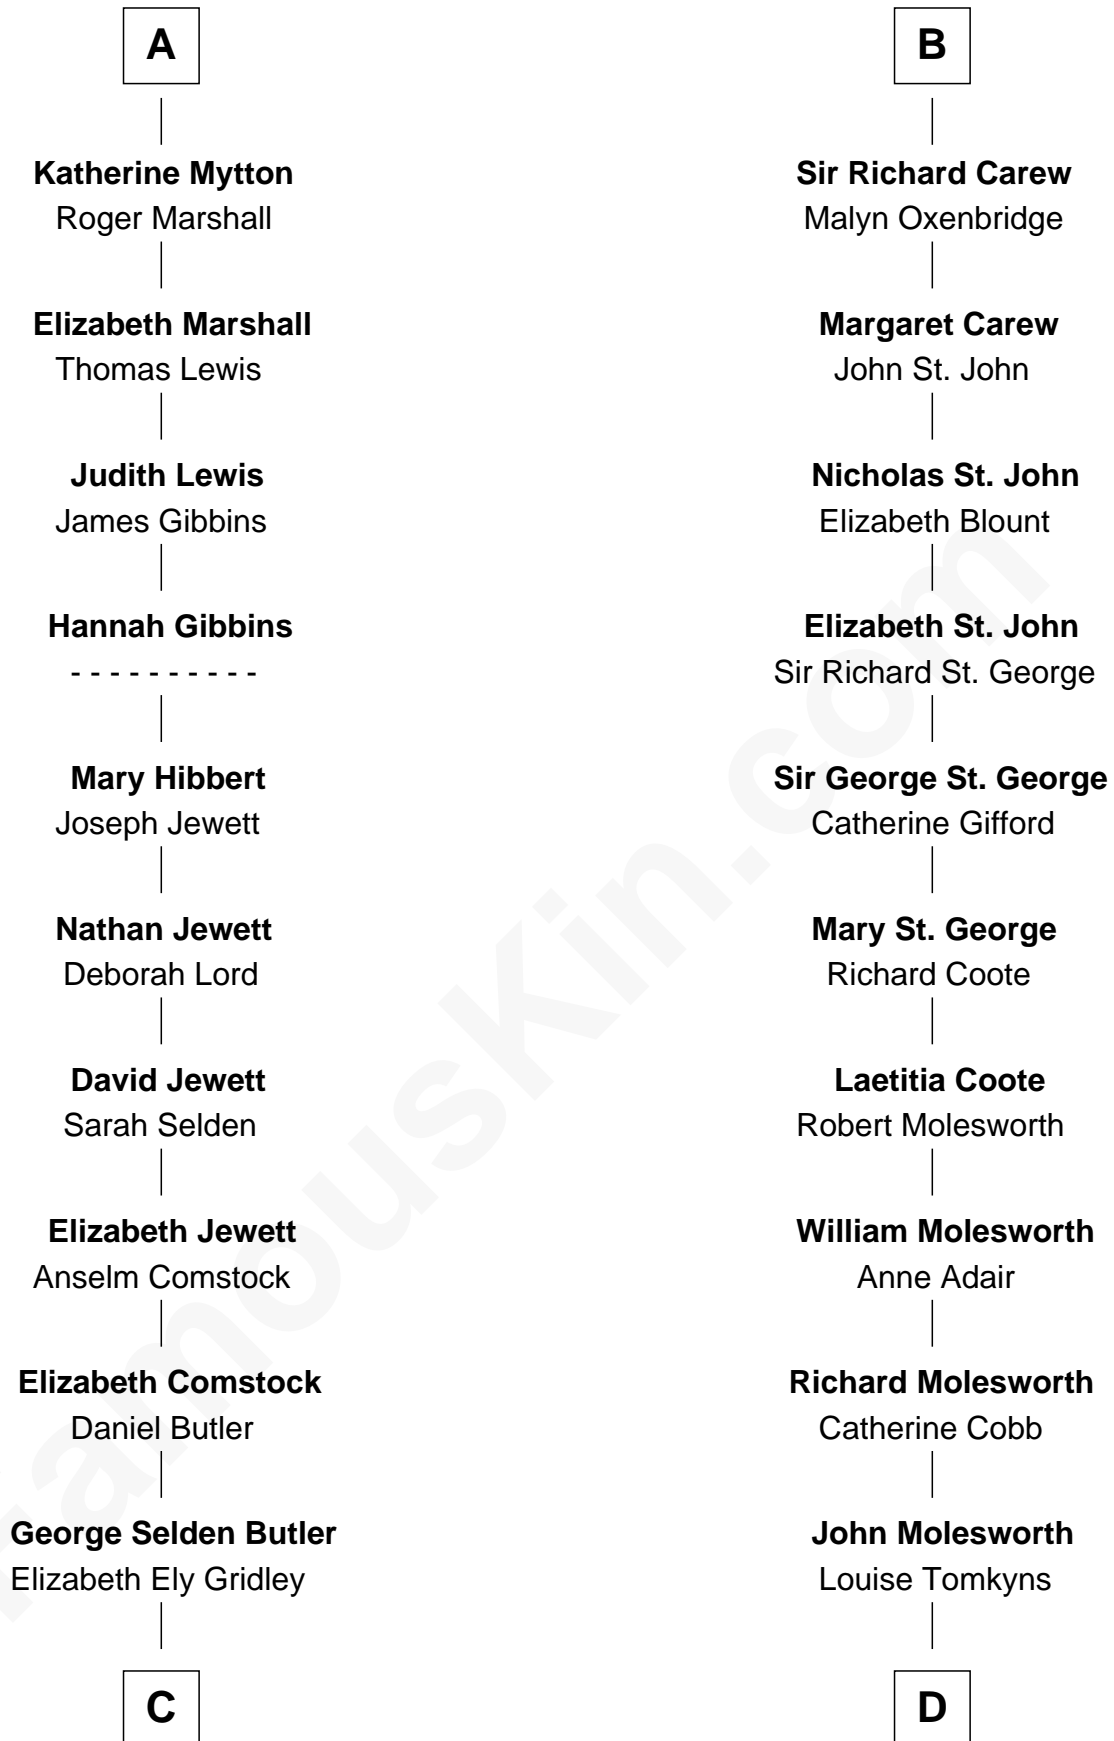 A
Katherine Mytton
Roger Marshall
Elizabeth Marshall
Thomas Lewis
Judith Lewis
James Gibbins
Hannah Gibbins
- - - - - - - - - -
Mary Hibbert
Joseph Jewett
Nathan Jewett
Deborah Lord
David Jewett
Sarah Selden
Elizabeth Jewett
Anselm Comstock
Elizabeth Comstock
Daniel Butler
George Selden Butler
Elizabeth Ely Gridley
C
B
Sir Richard Carew
Malyn Oxenbridge
Margaret Carew
John St. John
Nicholas St. John
Elizabeth Blount
Elizabeth St. John
Sir Richard St. George
Sir George St. George
Catherine Gifford
Mary St. George
Richard Coote
Laetitia Coote
Robert Molesworth
William Molesworth
Anne Adair
Richard Molesworth
Catherine Cobb
John Molesworth
Louise Tomkyns
D
FamousKin.com